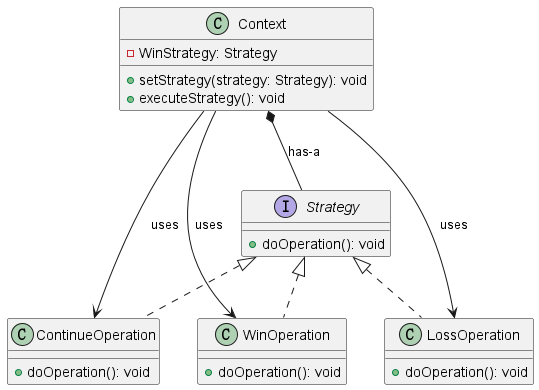 C Context
WinStrategy: Strategy
setStrategy(strategy: Strategy): void
executeStrategy(): void
has-a
uses
uses
uses
I Strategy
doOperation(): void
C ContinueOperation
doOperation(): void
C WinOperation
doOperation(): void
C LossOperation
doOperation(): void